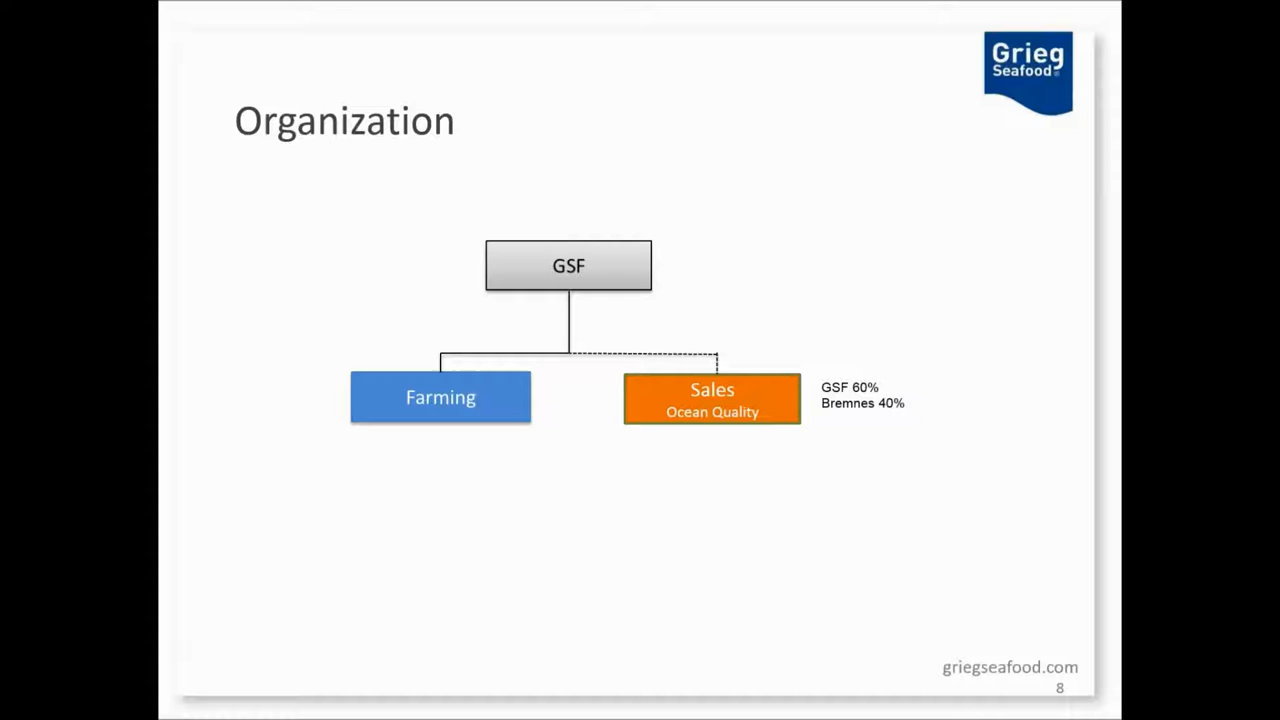 Grieg
Seafood®
Organization
GSF
Farming
Sales
Ocean Quality
GSF 60%
Bremnes 40%
griegseafood.com
8